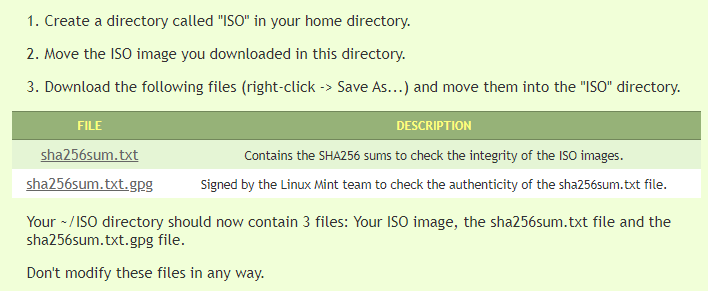 1. Create a directory called "ISO" in your home directory.
2. Move the ISO image you downloaded in this directory.
3. Download the following files (right-click -> Save As...) and move them into the "ISO" directory.
FILE DESCRIPTION
sha256sum.txt Contains the SHA256 sums to check the integrity of the ISO images.
sha256sum.txt.gpg Signed by the Linux Mint team to check the authenticity of the sha256sum.txt file.
Your ~/ISO directory should now contain 3 files: Your ISO image, the sha256sum.txt file and the
sha256sum.txt.gpg file.
Don't modify these files in any way.